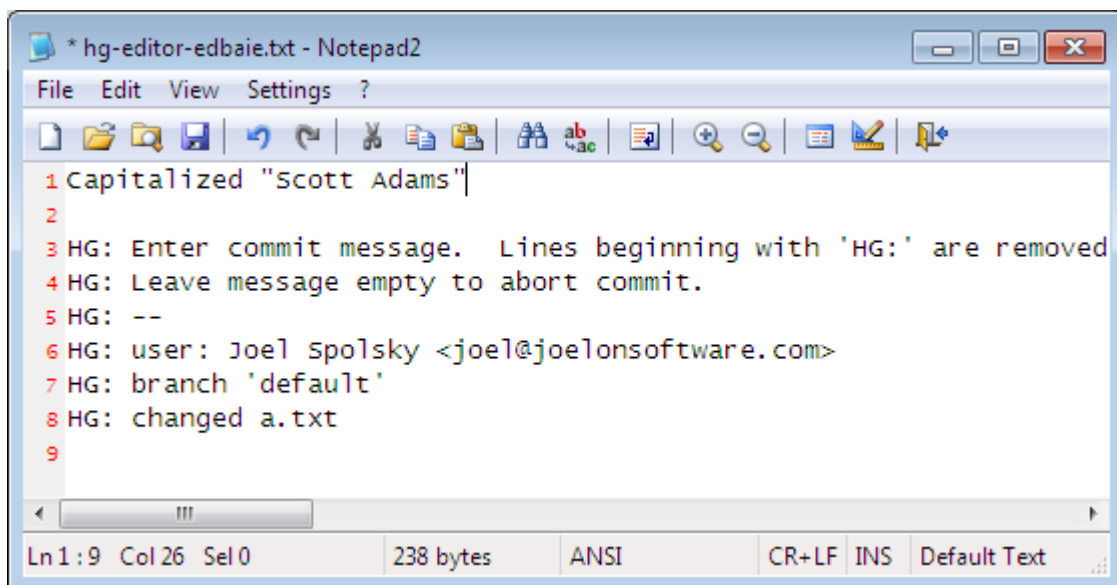 * hg-editor-edbaie.txt - Notepad2
File Edit View Settings ?
1 Capitalized "Scott Adams"
2
3 HG: Enter commit message.  Lines beginning with 'HG:' are removed
4 HG: Leave message empty to abort commit.
5 HG: --
6 HG: user: Joel Spolsky <joel@joelonsoftware.com>
7 HG: branch 'default'
8 HG: changed a.txt
9
Ln 1 : 9 Col 26 Sel 0 238 bytes ANSI CR+LF INS Default Text